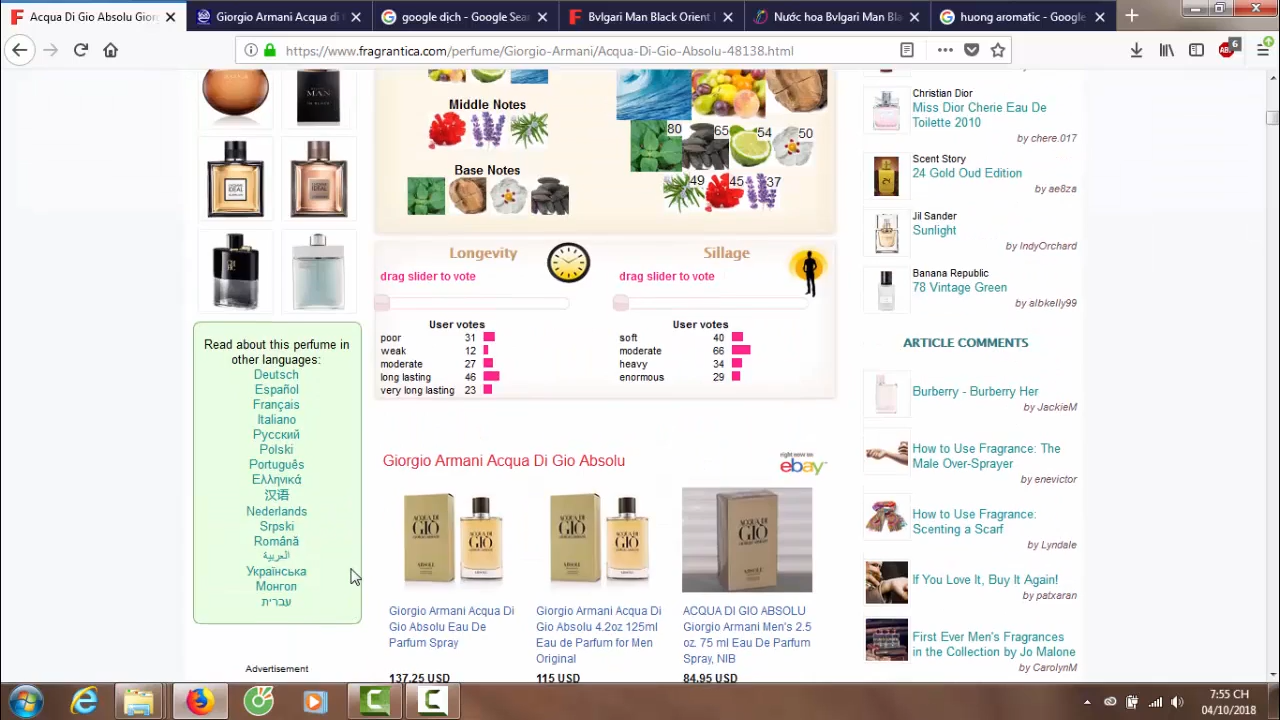 Acqua Di Gio Absolu Gior
Giorgio Armani Acqua di
google dịch - Google Sea
Bvlgari Man Black Orient
Nước hoa Bvlgari Man Bla
huong aromatic - Google
https://www.fragrantica.com/perfume/Giorgio-Armani/Acqua-Di-Gio-Absolu-48138.html
6
MAN
Middle Notes
80
65
54
50
Base Notes
49
45
37
Longevity
Sillage
drag slider to vote
drag slider to vote
User votes
User votes
poor 31
weak 12
moderate 27
long lasting 46
very long lasting 23
soft 40
moderate 66
heavy 34
enormous 29
Read about this perfume in
other languages:
Deutsch
Español
Français
Italiano
Русский
Polski
Português
Ελληνικά
汉语
Nederlands
Srpski
Română
العربية
Українська
Монгол
עברית
Advertisement
Giorgio Armani Acqua Di Gio Absolu
right now on
ebay
ACQUA DI
GIO
ACQUA DI
GIO
ACQUA DI
GIO
Giorgio Armani Acqua Di
Gio Absolu Eau De
Parfum Spray
137.25 USD
Giorgio Armani Acqua Di
Gio Absolu 4.2oz 125ml
Eau de Parfum for Men
Original
115 USD
ACQUA DI GIO ABSOLU
Giorgio Armani Men's 2.5
oz. 75 ml Eau De Parfum
Spray, NIB
84.95 USD
Christian Dior
Miss Dior Cherie Eau De
Toilette 2010
by chere.017
Scent Story
24 Gold Oud Edition
by ae8za
Jil Sander
Sunlight
by IndyOrchard
Banana Republic
78 Vintage Green
by albkelly99
ARTICLE COMMENTS
Burberry - Burberry Her
by JackieM
How to Use Fragrance: The
Male Over-Sprayer
by enevictor
How to Use Fragrance:
Scenting a Scarf
by Lyndale
If You Love It, Buy It Again!
by patxaran
First Ever Men's Fragrances
in the Collection by Jo Malone
by CarolynM
7:55 CH
04/10/2018